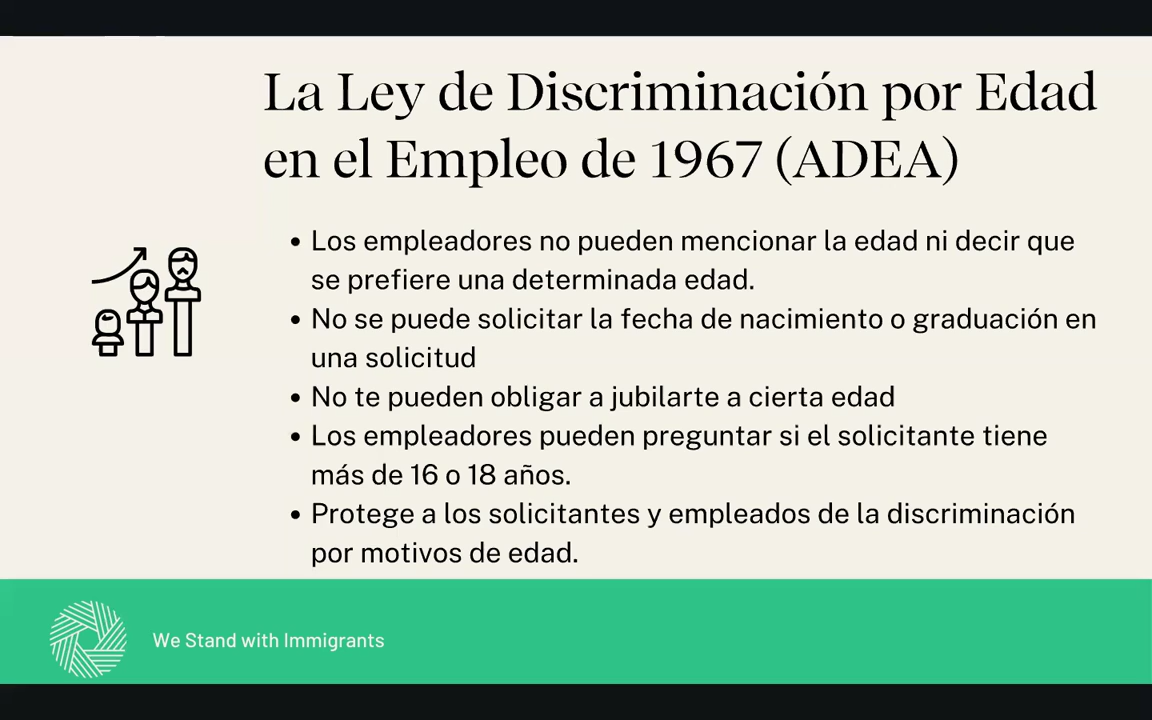 La Ley de Discriminación por Edad
en el Empleo de 1967 (ADEA)
• Los empleadores no pueden mencionar la edad ni decir que
se prefiere una determinada edad.
• No se puede solicitar la fecha de nacimiento o graduación en
una solicitud
• No te pueden obligar a jubilarte a cierta edad
• Los empleadores pueden preguntar si el solicitante tiene
más de 16 o 18 años.
• Protege a los solicitantes y empleados de la discriminación
por motivos de edad.
We Stand with Immigrants